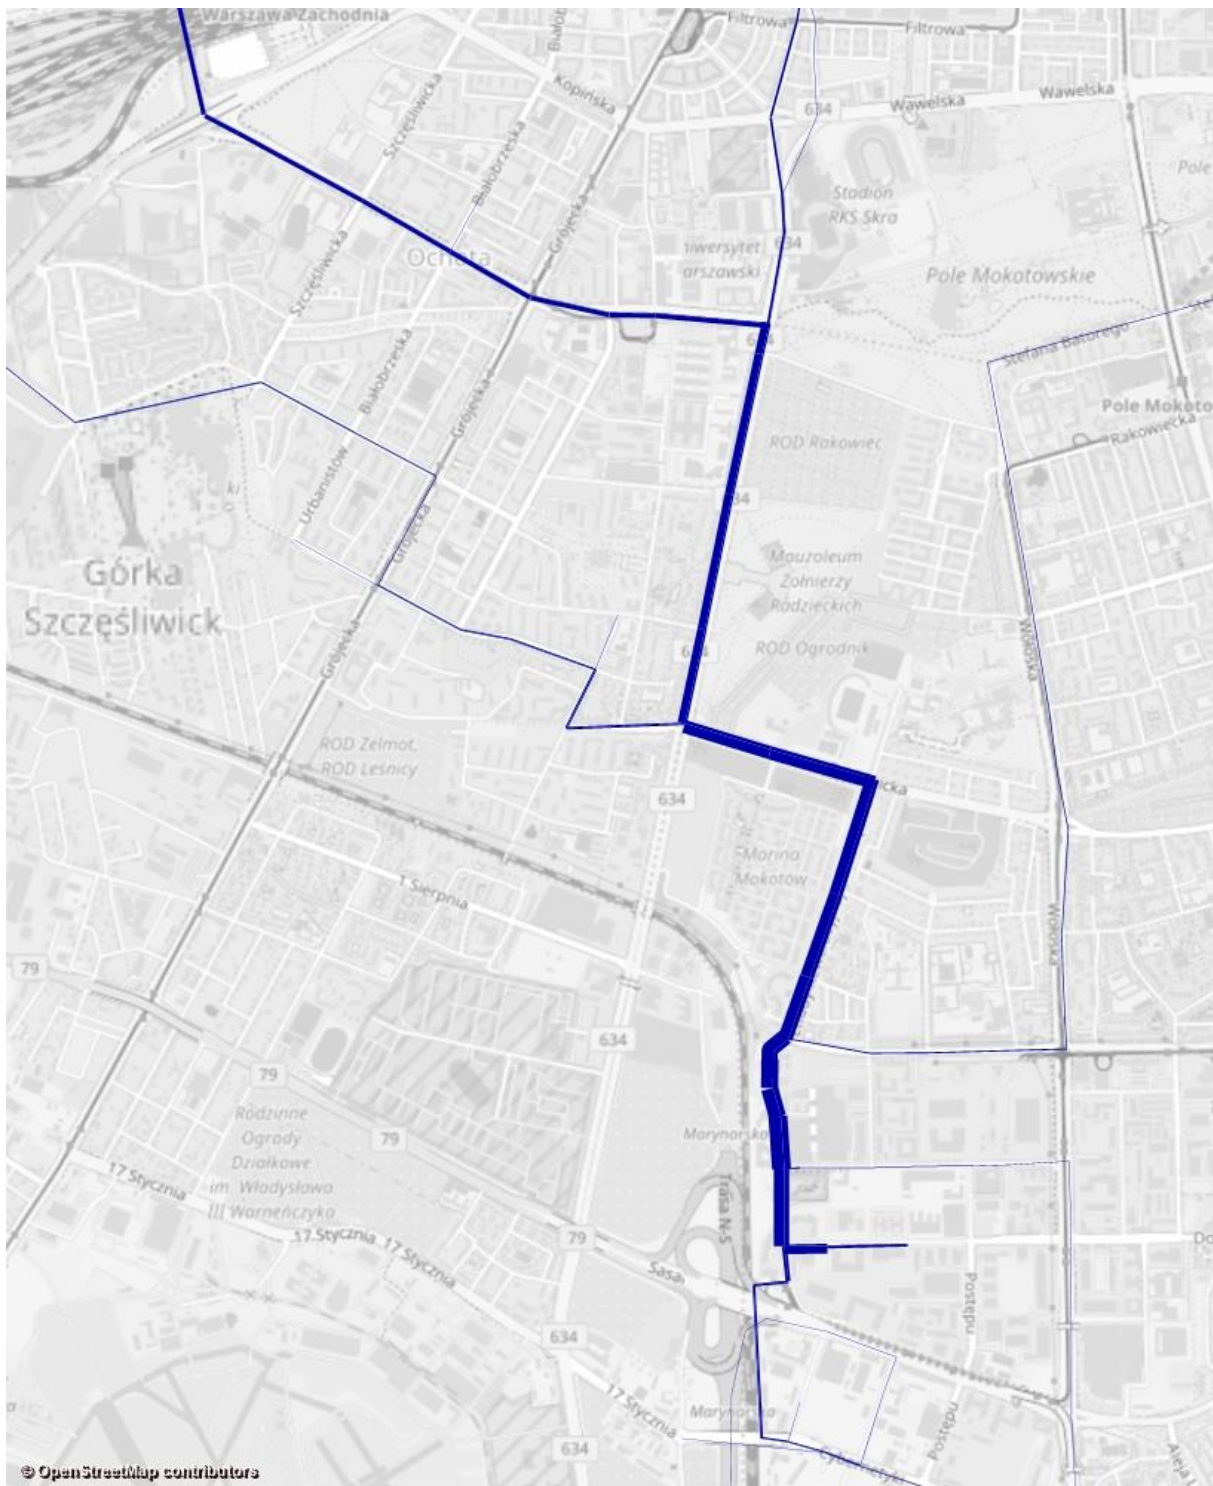 Warszawa Zachodnia
Filtrowa
Filtrowa
Kopińska
Wawelska
Wawelska
634
Szczęśliwicka
Białobrzeska
Grójecka
Stadion
RKS Skra
Pole
634
iwersytet
arszawski
Ochota
Pole Mokotowskie
Szczęśliwicka
Stefana Batorego
Białobrzeska
Grójecka
Pole Mokoto
Rakowiecka
ROD Rakowiec
Urbanistów
Grójecka
Mauzoleum
Żołnierzy
Radzieckich
Górka
Szczęśliwick
ROD Ogrodnik
Grójecka
Wołoska
ROD Zelmot,
ROD Leśnicy
icka
634
Marina
Mokotów
1 Sierpnia
Wołoska
79
634
79
Rodzinne
Ogrody
Działkowe
im. Władysława
III Warneńczyka
79
Marynarska
17 Stycznia
Trasa N-S
17 Stycznia
17 Stycznia
79
Do
Sasa
Postępu
634
17 Stycznia
Marynarska
Postępu
634
Cybernetyki
© OpenStreetMap contributors